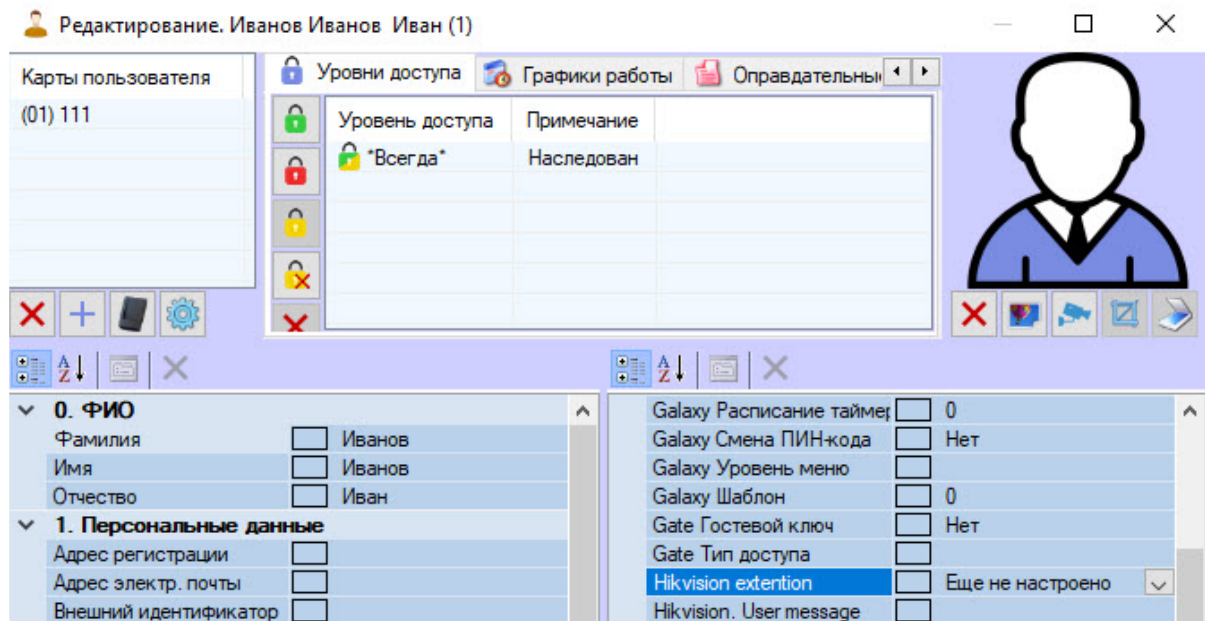 Редактирование. Иванов Иванов Иван (1)
Карты пользователя
(01) 111
Уровни доступа
Графики работы
Оправдательны
Уровень доступа Примечание
*Всегда* Наследован
0. ФИО
Фамилия Иванов
Имя Иванов
Отчество Иван
1. Персональные данные
Адрес регистрации
Адрес электр. почты
Внешний идентификатор
Galaxy Расписание таймер 0
Galaxy Смена ПИН-кода Нет
Galaxy Уровень меню
Galaxy Шаблон 0
Gate Гостевой ключ Нет
Gate Тип доступа
Hikvision extention Еще не настроено
Hikvision. User message